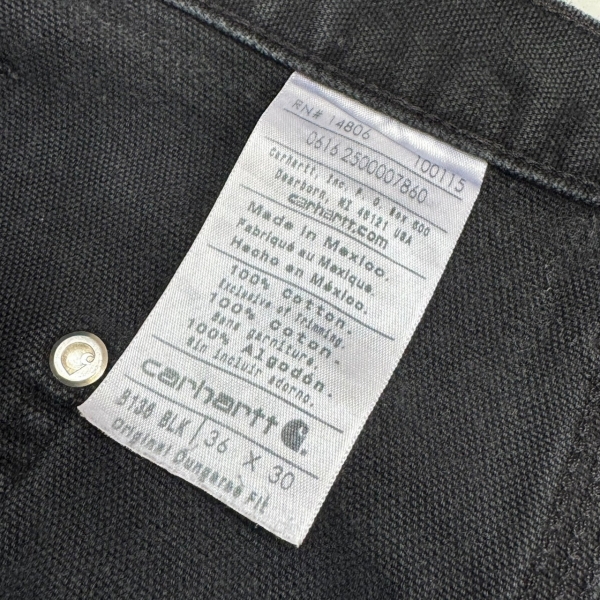 RN# 14806 100115
0616 2500007860
Carhartt, Inc. P. O. Box 600
Dearborn, MI 48121 USA
carhartt.com
Made in Mexico.
Fabriqué au Mexique.
Hecho en México.
100% Cotton.
Exclusive of trimming.
100% Coton.
Sans garniture.
100% Algodón.
Sin incluir adorno.
carhartt
B136 BLK / 36 X 30
Original Dungaree Fit